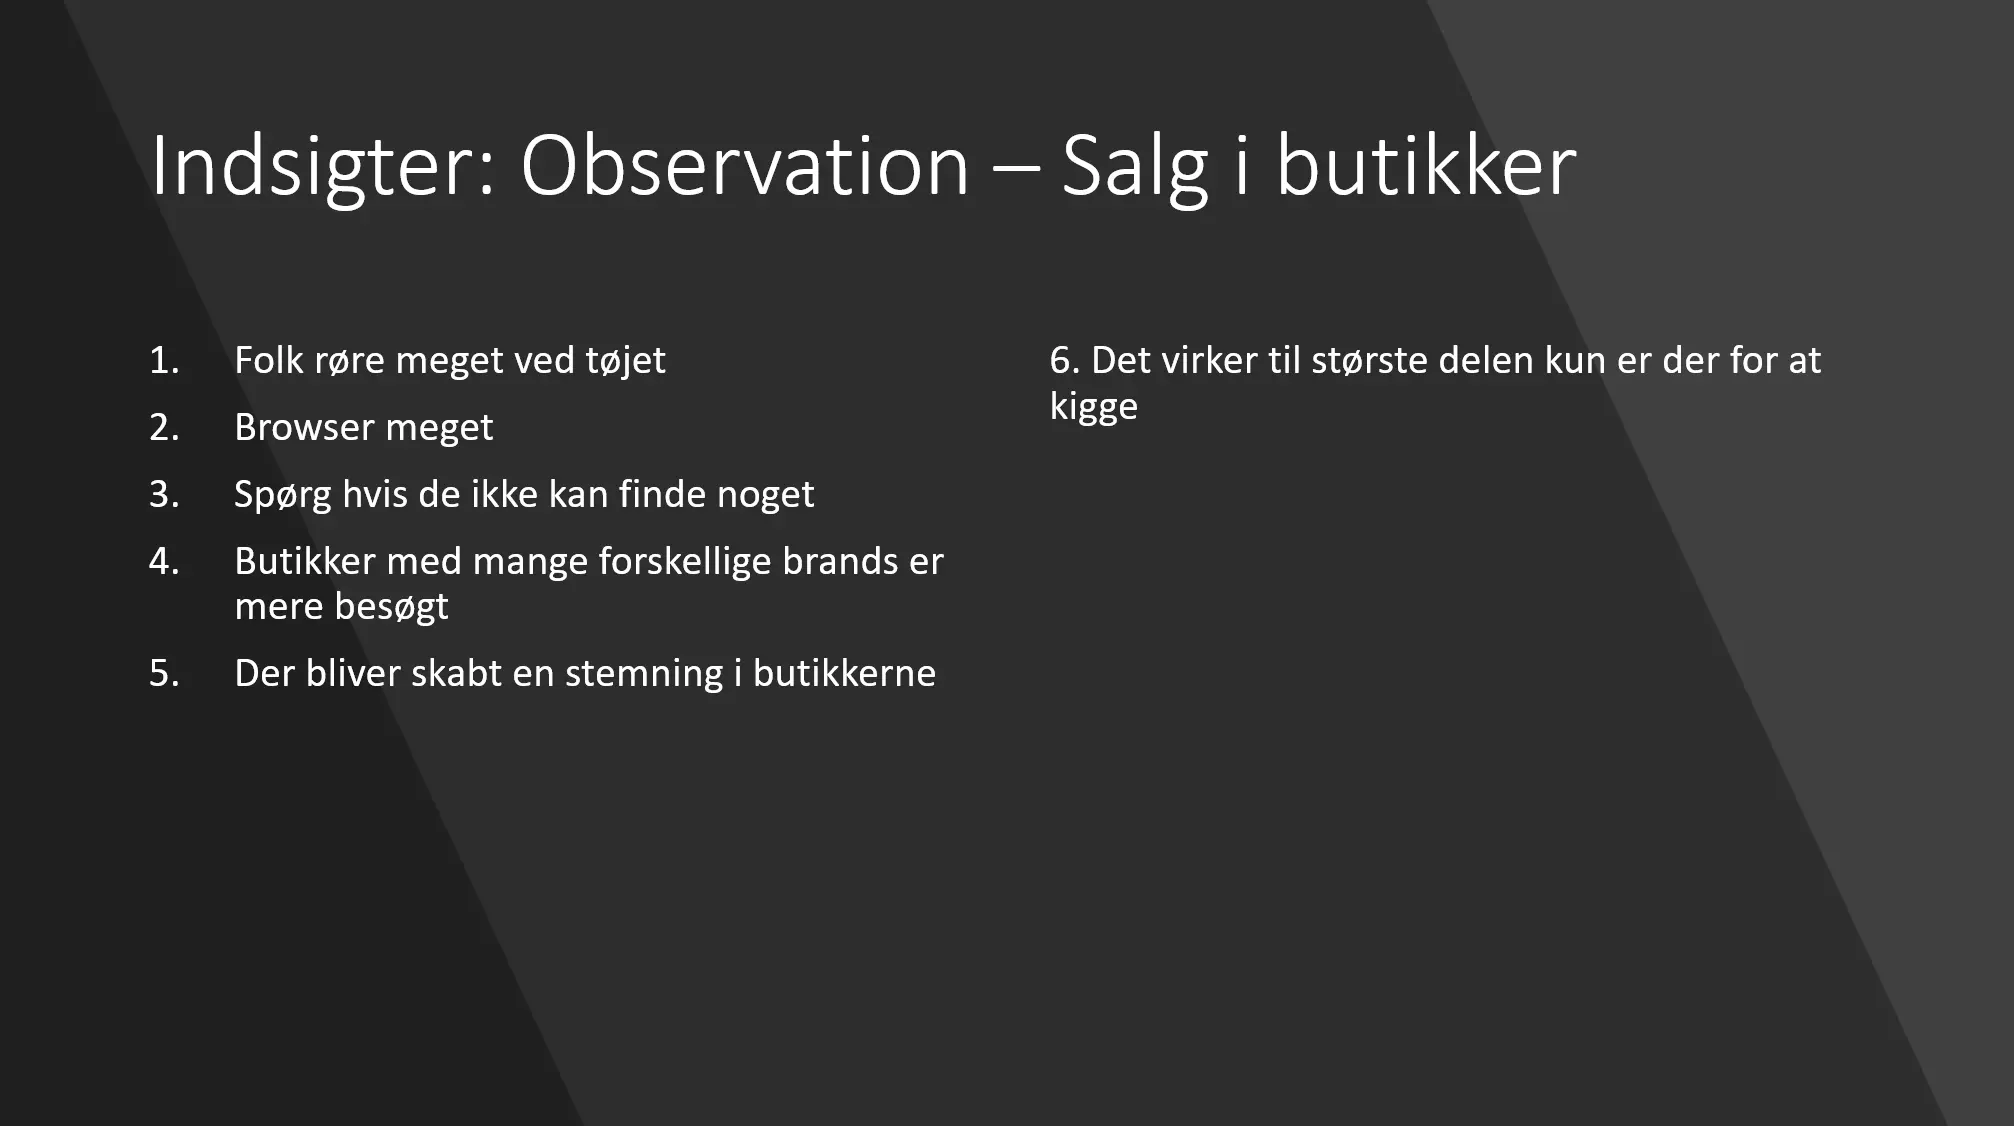 Indsigter: Observation – Salg i butikker
1. Folk røre meget ved tøjet
2. Browser meget
3. Spørg hvis de ikke kan finde noget
4. Butikker med mange forskellige brands er
mere besøgt
5. Der bliver skabt en stemning i butikkerne
6. Det virker til største delen kun er der for at
kigge